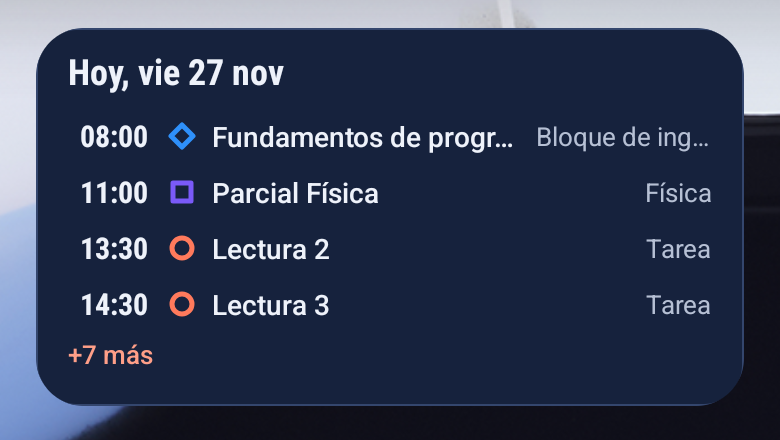 Hoy, vie 27 nov
08:00 Fundamentos de progr... Bloque de ing...
11:00 Parcial Física Física
13:30 Lectura 2 Tarea
14:30 Lectura 3 Tarea
+7 más